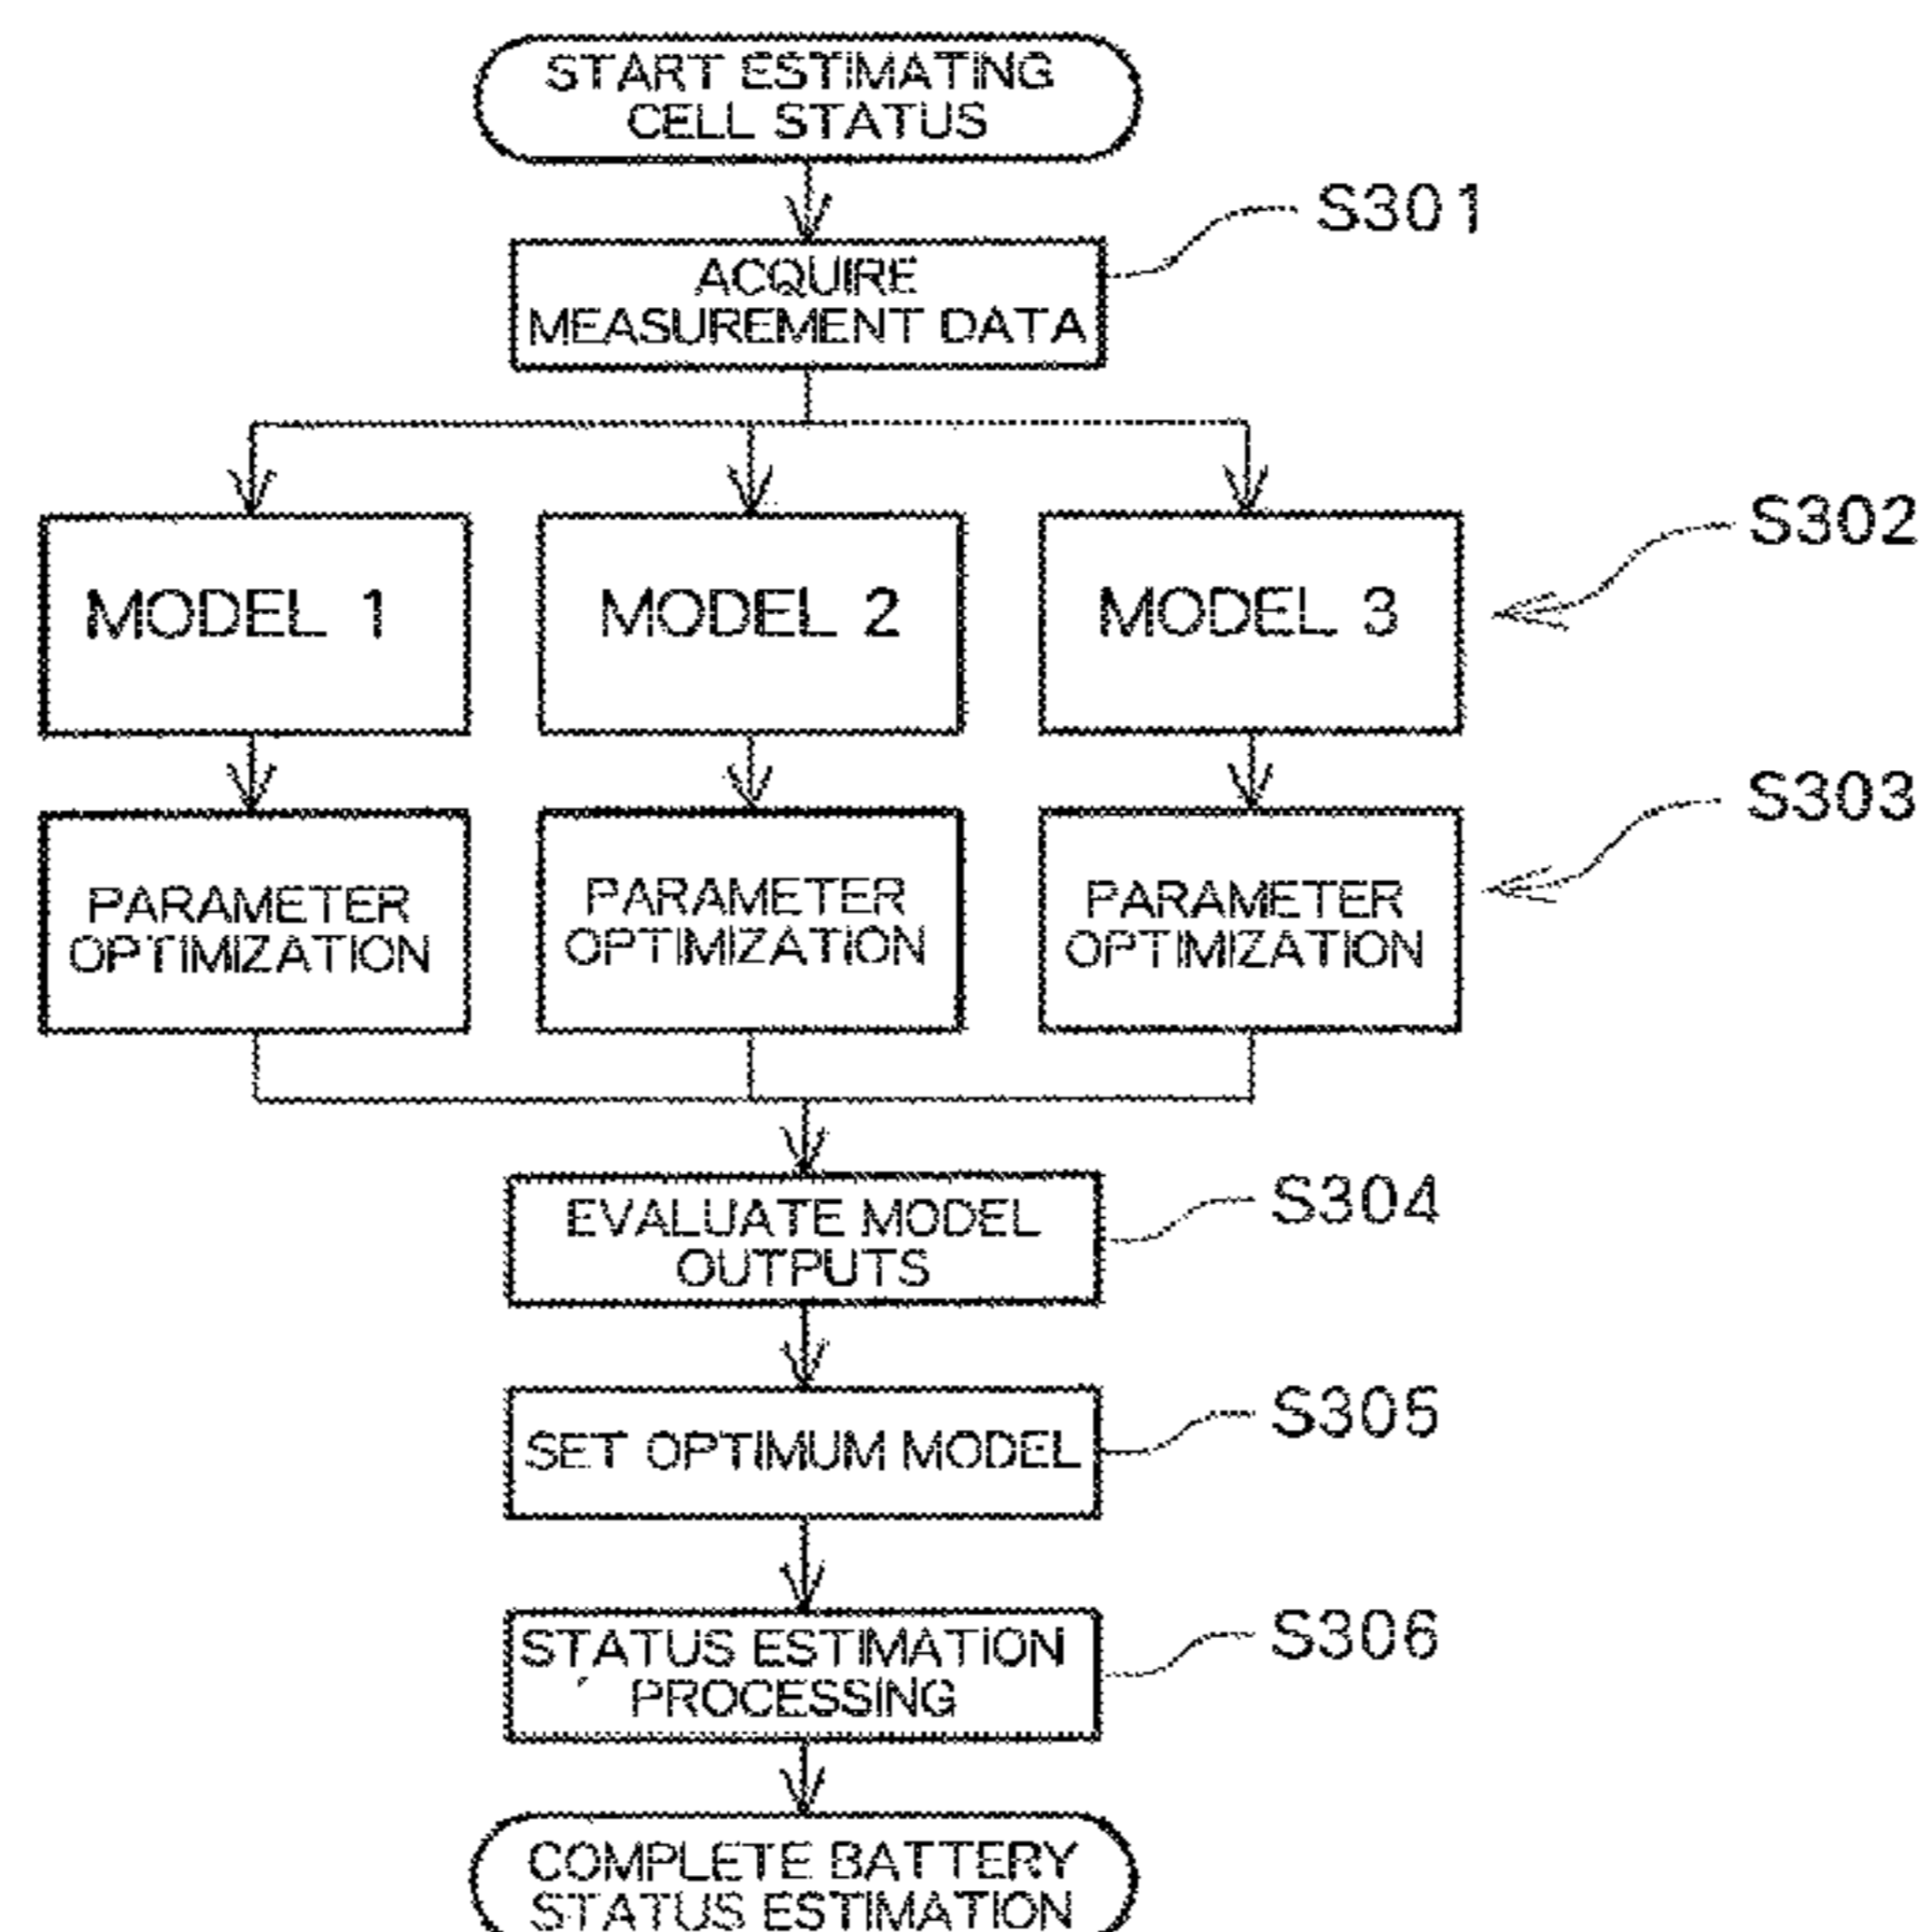 START ESTIMATING
CELL STATUS
S301
ACQUIRE
MEASUREMENT DATA
MODEL 1
MODEL 2
MODEL 3
S302
S303
PARAMETER
OPTIMIZATION
PARAMETER
OPTIMIZATION
PARAMETER
OPTIMIZATION
S304
EVALUATE MODEL
OUTPUTS
S305
SET OPTIMUM MODEL
S306
STATUS ESTIMATION
PROCESSING
COMPLETE BATTERY
STATUS ESTIMATION